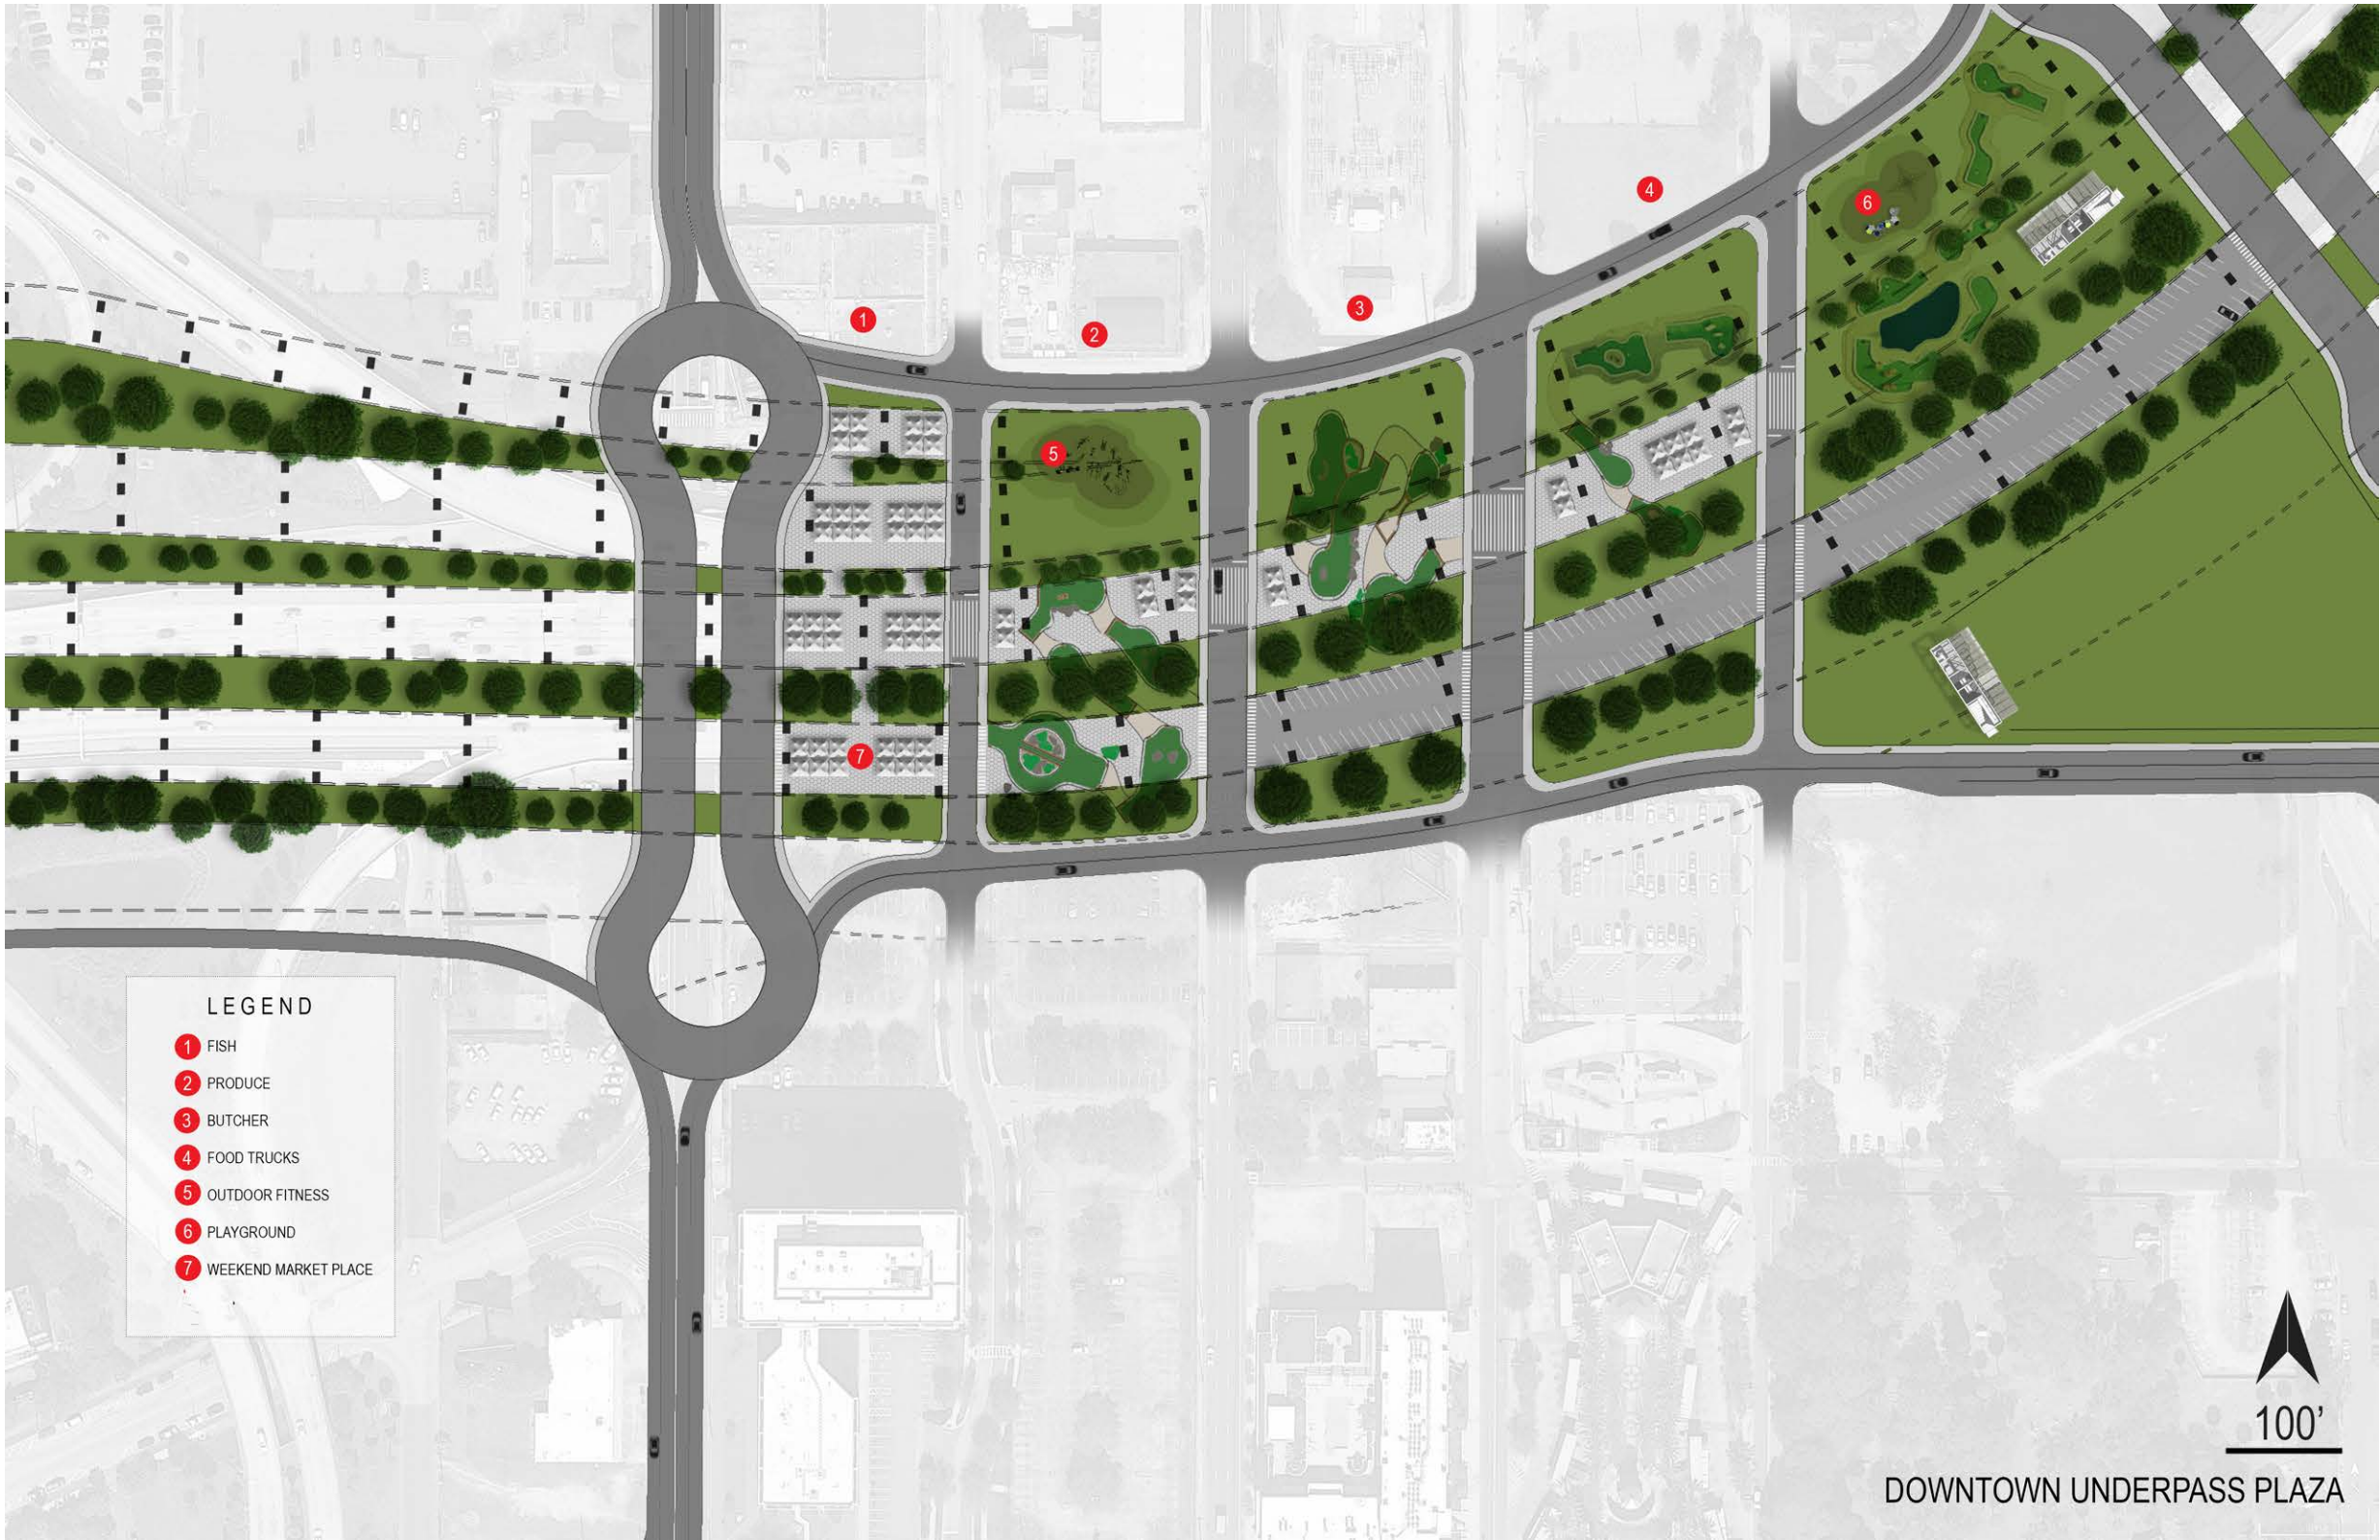 1
2
3
4
5
6
7
LEGEND
1 FISH
2 PRODUCE
3 BUTCHER
4 FOOD TRUCKS
5 OUTDOOR FITNESS
6 PLAYGROUND
7 WEEKEND MARKET PLACE
100’
DOWNTOWN UNDERPASS PLAZA